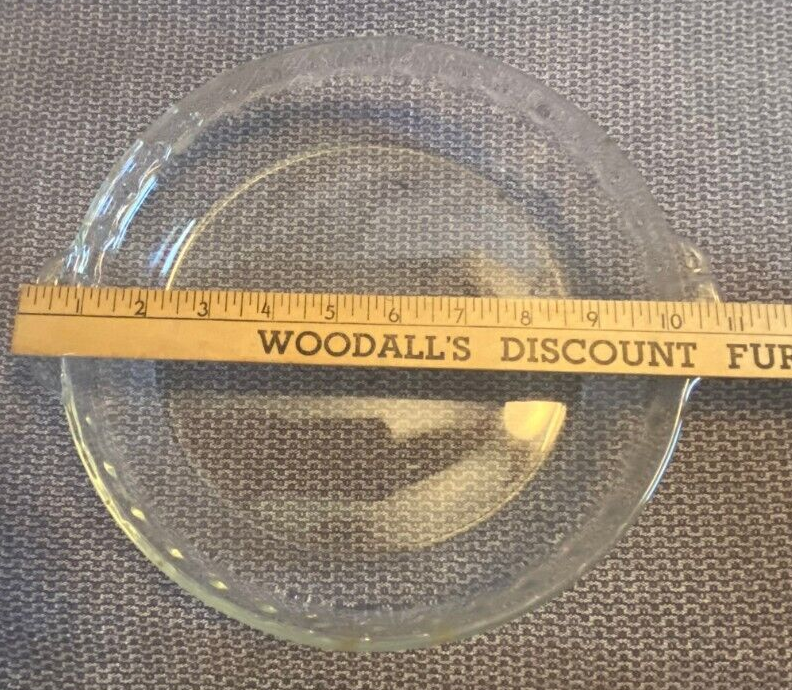 1 2 3 4 5 6 7 8 9 10 11
WOODALL'S DISCOUNT FUR